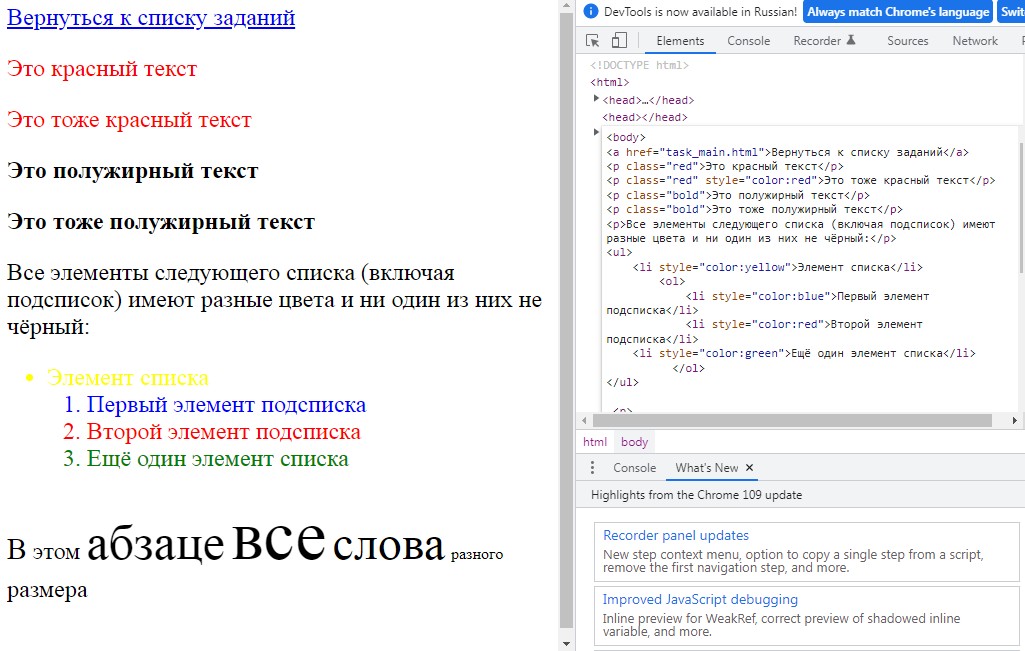 Вернуться к списку заданий
Это красный текст
Это тоже красный текст
Это полужирный текст
Это тоже полужирный текст
Все элементы следующего списка (включая
подсписок) имеют разные цвета и ни один из них не
чёрный:
• Элемент списка
1. Первый элемент подсписка
2. Второй элемент подсписка
3. Ещё один элемент списка
В этом абзаце все слова разного
размера
DevTools is now available in Russian! Always match Chrome's language Swit
Elements Console Recorder Sources Network
<!DOCTYPE html>
<html>
<head>…</head>
<head></head>
<body>
<a href="task_main.html">Вернуться к списку заданий</a>
<p class="red">Это красный текст</p>
<p class="red" style="color:red">Это тоже красный текст</p>
<p class="bold">Это полужирный текст</p>
<p class="bold">Это тоже полужирный текст</p>
<p>Все элементы следующего списка (включая подсписок) имеют
разные цвета и ни один из них не чёрный:</p>
<ul>
<li style="color:yellow">Элемент списка</li>
<ol>
<li style="color:blue">Первый элемент
подсписка</li>
<li style="color:red">Второй элемент
подсписка</li>
<li style="color:green">Ещё один элемент списка</li>
</ol>
</ul>
<p>
html body
Console What's New ×
Highlights from the Chrome 109 update
Recorder panel updates
New step context menu, option to copy a single step from a script,
remove the first navigation step, and more.
Improved JavaScript debugging
Inline preview for WeakRef, correct preview of shadowed inline
variable, and more.